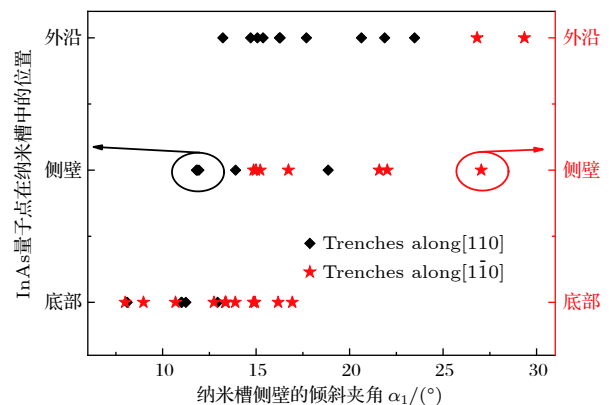 外沿
外沿
侧壁
侧壁
底部
底部
InAs量子点在纳米槽中的位置
Trenches along[110]
Trenches along[11̄0]
10
15
20
25
30
纳米槽侧壁的倾斜夹角 α₁/(°)